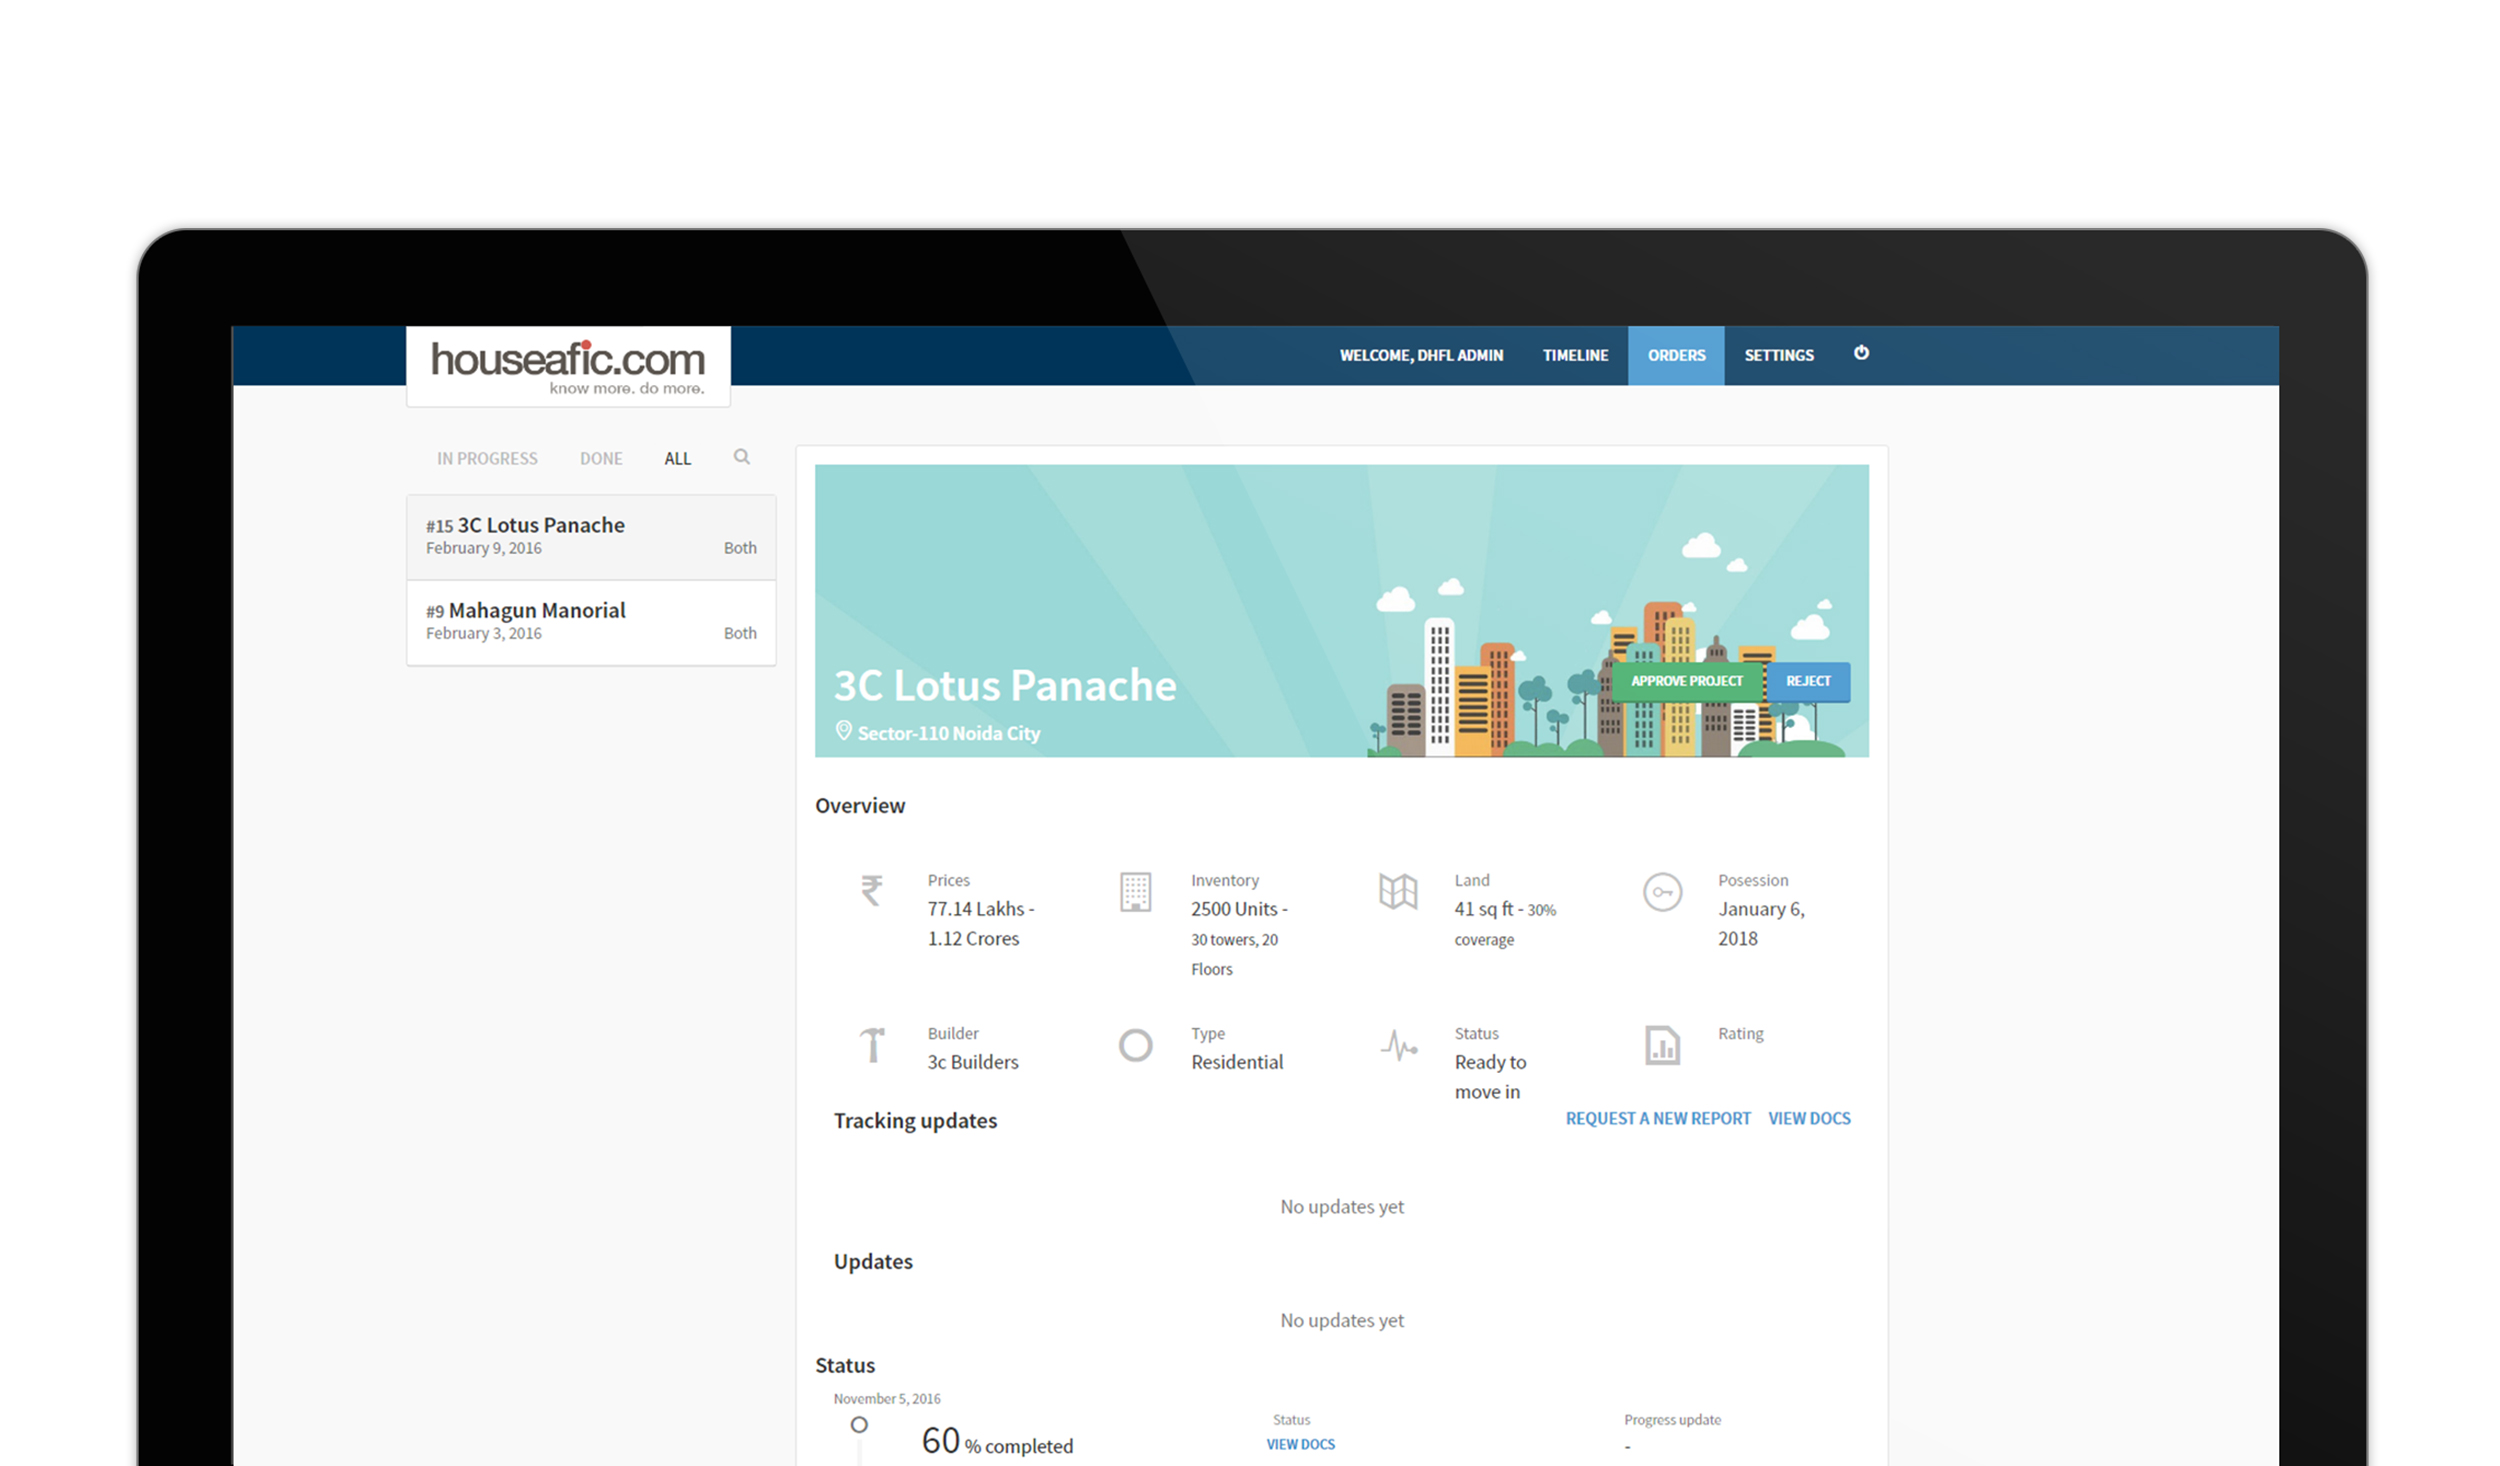 houseafic.com
know more. do more.
WELCOME, DHFL ADMIN
TIMELINE
ORDERS
SETTINGS
IN PROGRESS
DONE
ALL
#15 3C Lotus Panache
February 9, 2016
Both
#9 Mahagun Manorial
February 3, 2016
Both
3C Lotus Panache
Sector-110 Noida City
APPROVE PROJECT
REJECT
Overview
Prices
77.14 Lakhs -
1.12 Crores
Inventory
2500 Units -
30 towers, 20
Floors
Land
41 sq ft - 30%
coverage
Posession
January 6,
2018
Builder
3c Builders
Type
Residential
Status
Ready to
move in
Rating
Tracking updates
REQUEST A NEW REPORT
VIEW DOCS
No updates yet
Updates
No updates yet
Status
November 5, 2016
60 % completed
Status
VIEW DOCS
Progress update
-